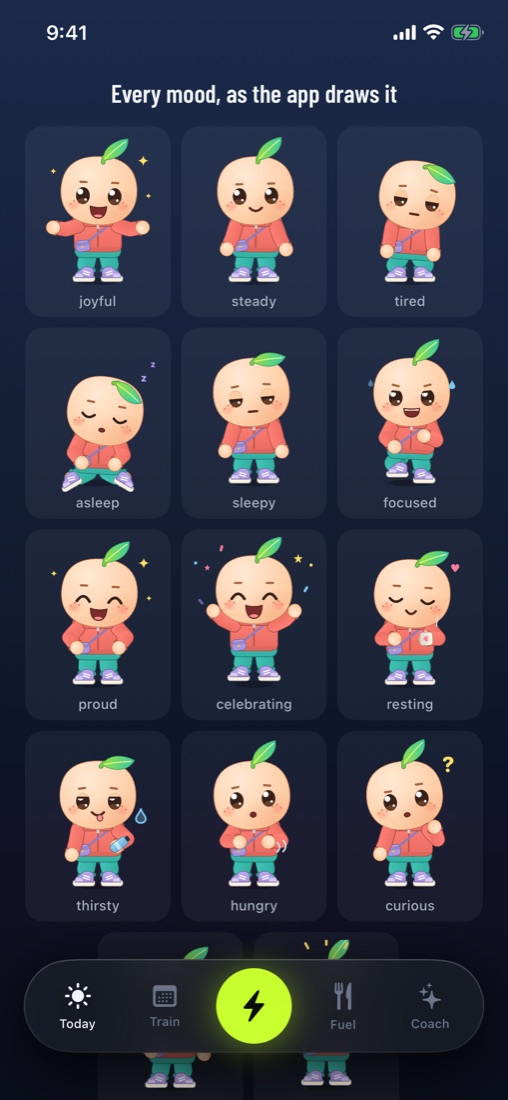 9:41
Every mood, as the app draws it
joyful
steady
tired
z
z
asleep
sleepy
focused
proud
celebrating
resting
thirsty
hungry
?
curious
Today
Train
Fuel
Coach